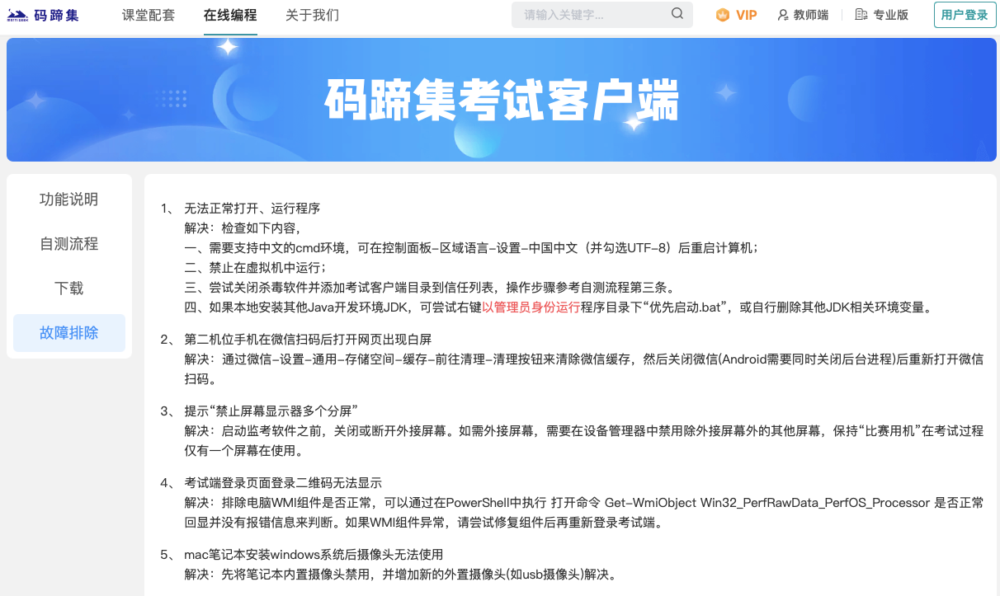 码蹄集
课堂配套
在线编程
关于我们
请输入关键字...
VIP
教师端
专业版
用户登录
码蹄集考试客户端
功能说明
自测流程
下载
故障排除
1、 无法正常打开、运行程序
解决：检查如下内容，
一、需要支持中文的cmd环境，可在控制面板-区域语言-设置-中国中文（并勾选UTF-8）后重启计算机；
二、禁止在虚拟机中运行；
三、尝试关闭杀毒软件并添加考试客户端目录到信任列表，操作步骤参考自测流程第三条。
四、如果本地安装其他Java开发环境JDK，可尝试右键以管理员身份运行程序目录下“优先启动.bat”，或自行删除其他JDK相关环境变量。
2、 第二机位手机在微信扫码后打开网页出现白屏
解决：通过微信-设置-通用-存储空间-缓存-前往清理-清理按钮来清除微信缓存，然后关闭微信(Android需要同时关闭后台进程)后重新打开微信
扫码。
3、 提示“禁止屏幕显示器多个分屏”
解决：启动监考软件之前，关闭或断开外接屏幕。如需外接屏幕，需要在设备管理器中禁用除外接屏幕外的其他屏幕，保持“比赛用机”在考试过程
仅有一个屏幕在使用。
4、 考试端登录页面登录二维码无法显示
解决：排除电脑WMI组件是否正常，可以通过在PowerShell中执行 打开命令 Get-WmiObject Win32_PerfRawData_PerfOS_Processor 是否正常
回显并没有报错信息来判断。如果WMI组件异常，请尝试修复组件后再重新登录考试端。
5、 mac笔记本安装windows系统后摄像头无法使用
解决：先将笔记本内置摄像头禁用，并增加新的外置摄像头(如usb摄像头)解决。